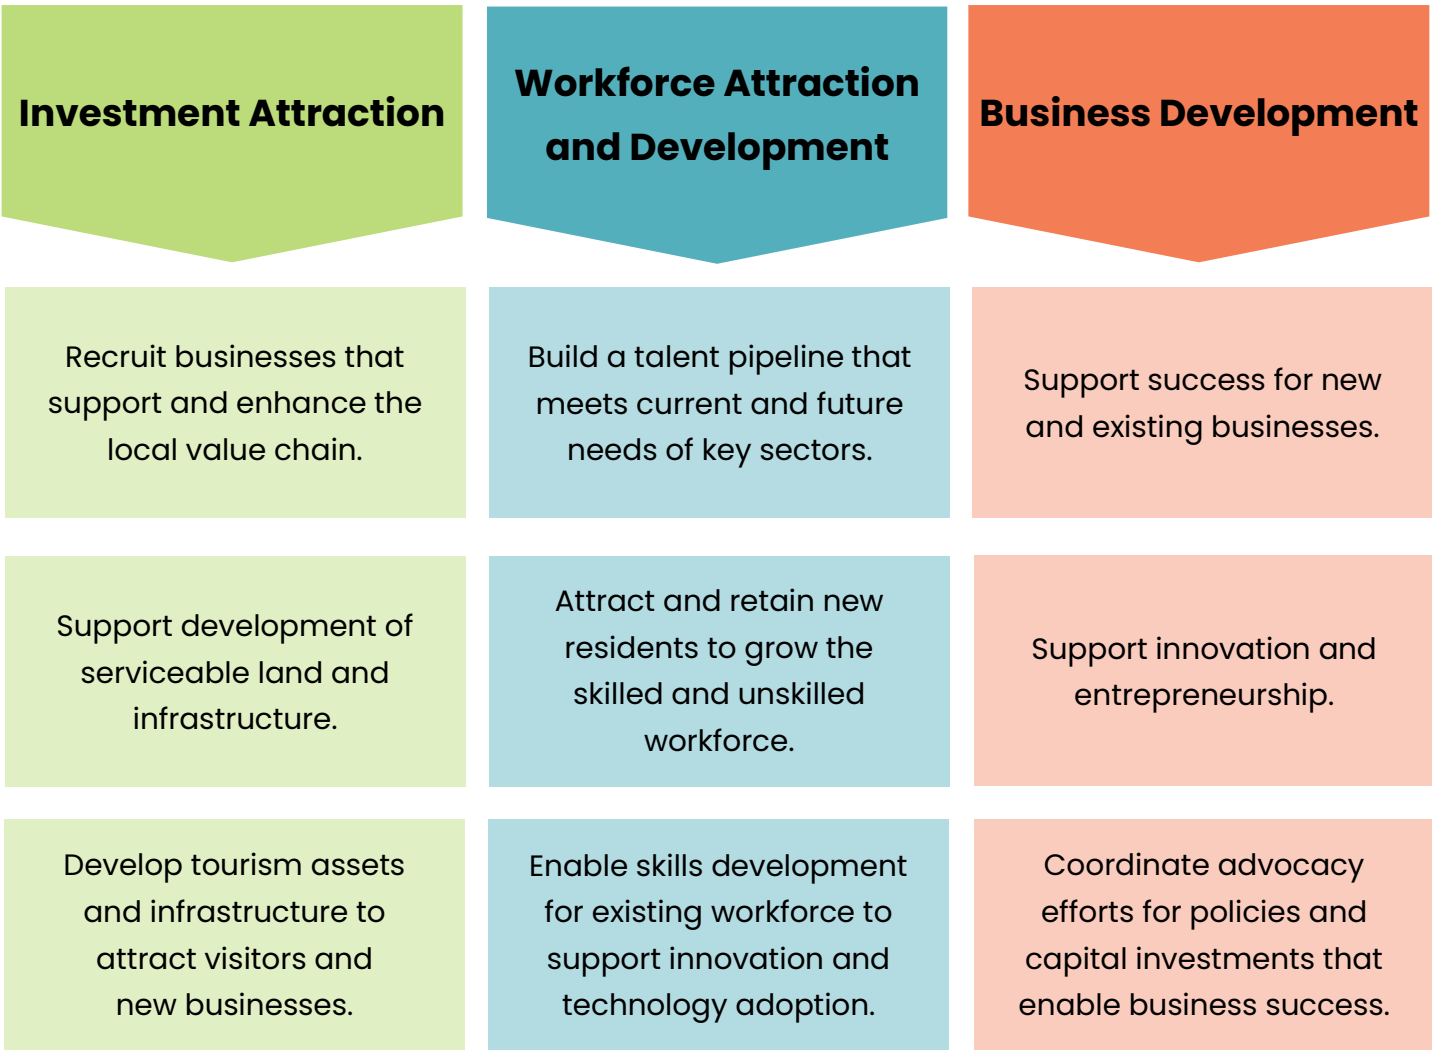 Investment Attraction
Workforce Attraction
and Development
Business Development
Recruit businesses that
support and enhance the
local value chain.
Build a talent pipeline that
meets current and future
needs of key sectors.
Support success for new
and existing businesses.
Support development of
serviceable land and
infrastructure.
Attract and retain new
residents to grow the
skilled and unskilled
workforce.
Support innovation and
entrepreneurship.
Develop tourism assets
and infrastructure to
attract visitors and
new businesses.
Enable skills development
for existing workforce to
support innovation and
technology adoption.
Coordinate advocacy
efforts for policies and
capital investments that
enable business success.